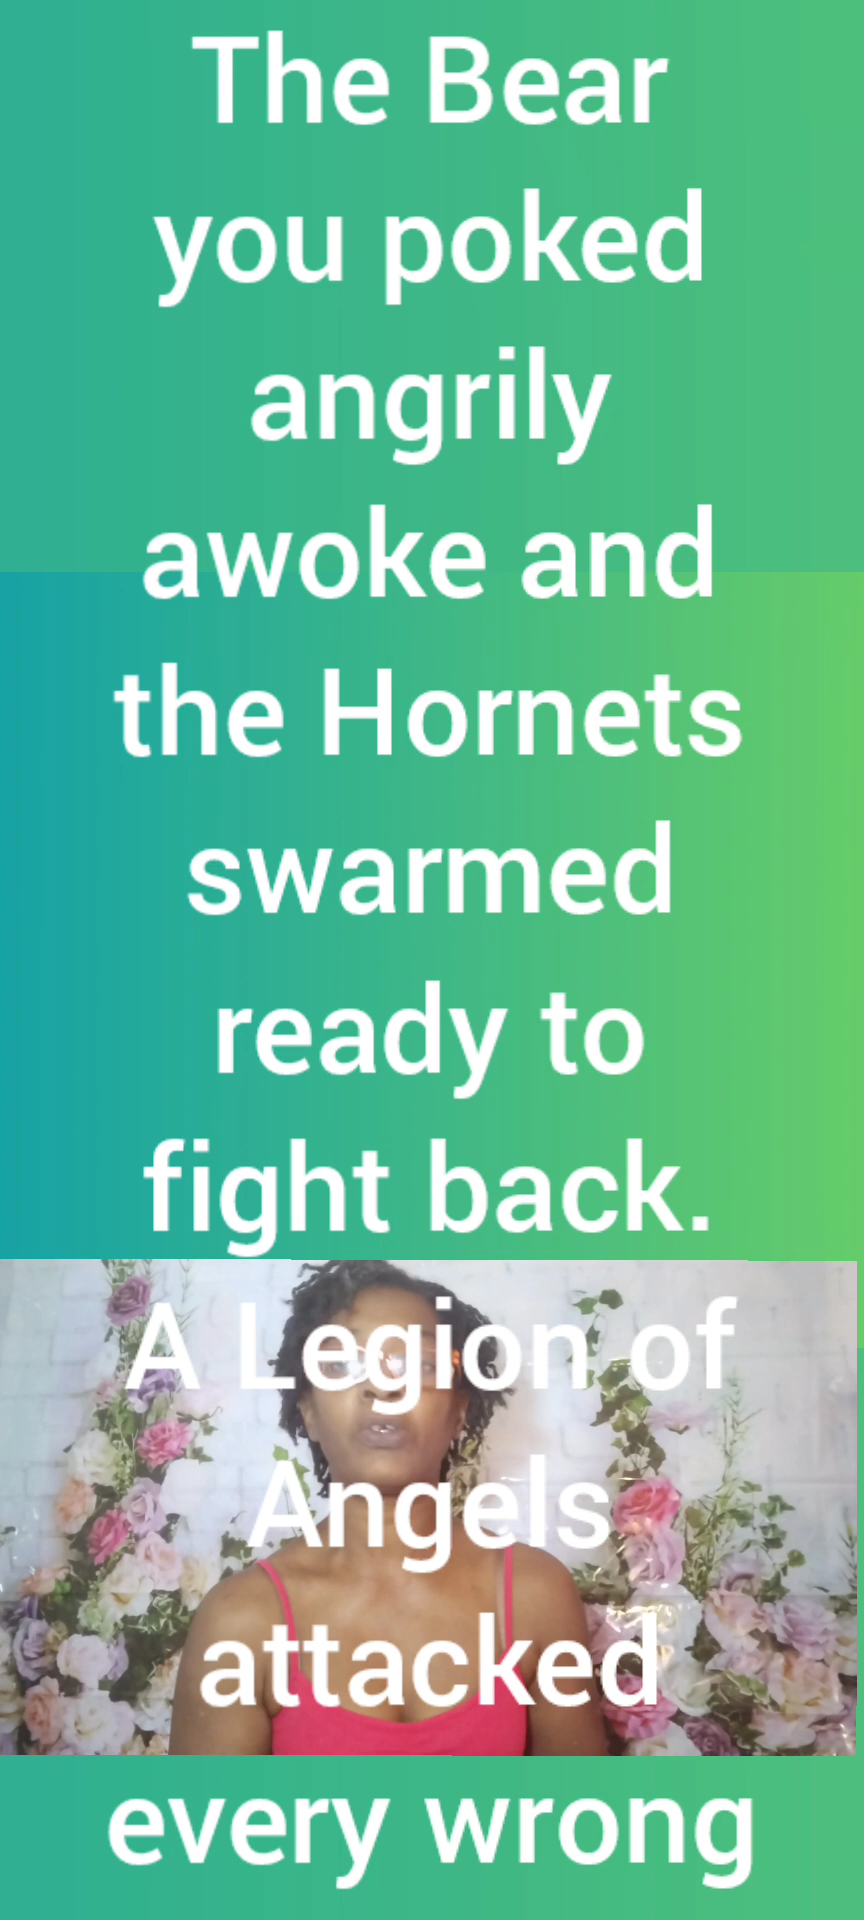 The Bear
you poked
angrily
awoke and
the Hornets
swarmed
ready to
fight back.
A Legion of
Angels
attacked
every wrong